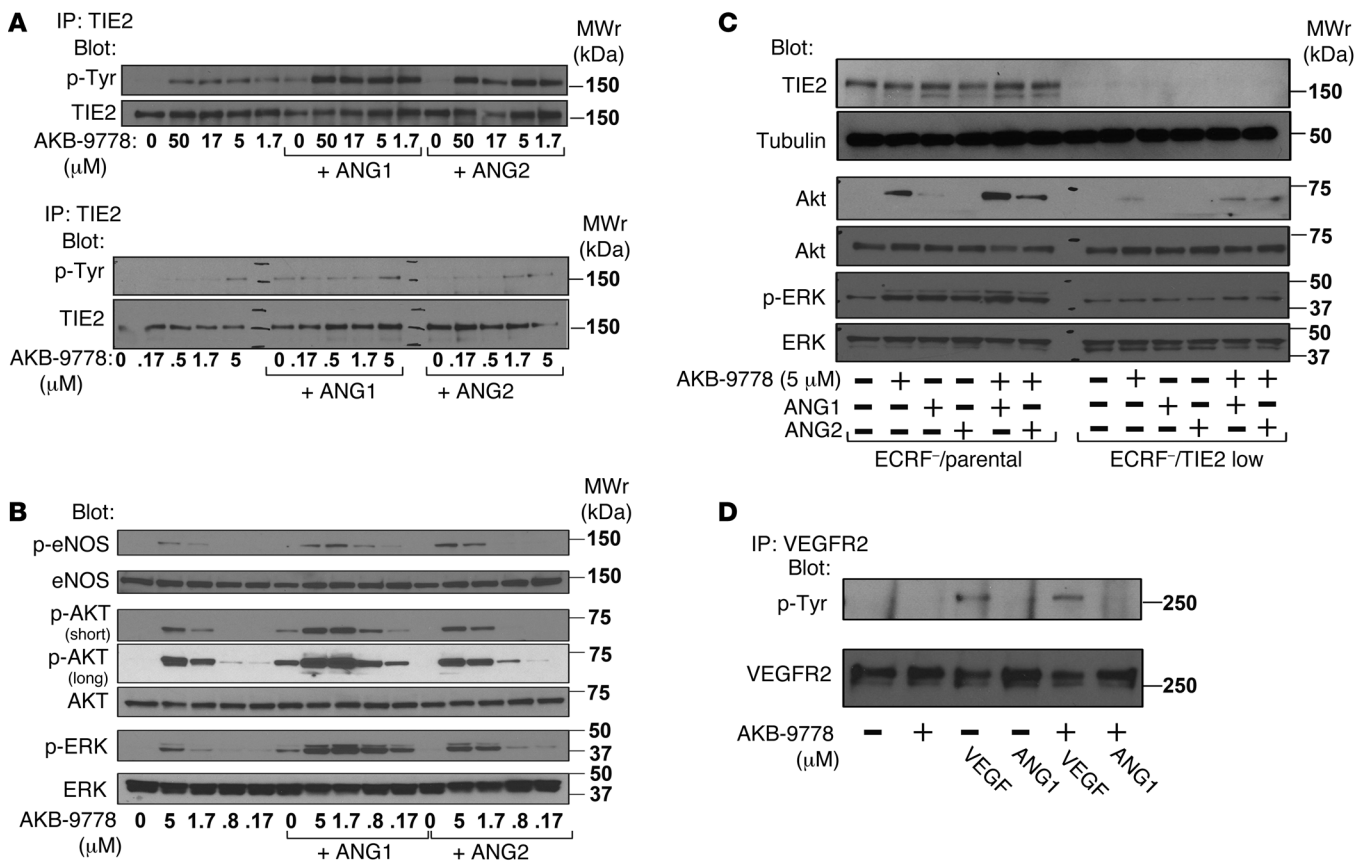 A
IP: TIE2
Blot:
MWr
(kDa)
p-Tyr
150
TIE2
150
AKB-9778: 0 50 17 5 1.7 0 50 17 5 1.7 0 50 17 5 1.7
(μM)
+ ANG1
+ ANG2
IP: TIE2
Blot:
MWr
(kDa)
p-Tyr
150
TIE2
150
AKB-9778: 0 .17 .5 1.7 5 0 .17 .5 1.7 5 0 .17 .5 1.7 5
(μM)
+ ANG1
+ ANG2
B
Blot:
MWr
(kDa)
p-eNOS
150
eNOS
150
p-AKT
(short)
75
p-AKT
(long)
75
AKT
75
p-ERK
50
37
ERK
50
37
AKB-9778 0 5 1.7 .8 .17 0 5 1.7 .8 .17 0 5 1.7 .8 .17
(μM)
+ ANG1
+ ANG2
C
Blot:
MWr
(kDa)
TIE2
150
Tubulin
50
Akt
75
Akt
75
p-ERK
50
37
ERK
50
37
AKB-9778 (5 μM) – + – – + + – + – – + +
ANG1 – – + – + – – – + – + –
ANG2 – – – + – + – – – + – +
ECRF⁻/parental
ECRF⁻/TIE2 low
D
IP: VEGFR2
Blot:
p-Tyr
250
VEGFR2
250
AKB-9778 – + – – + +
(μM)
VEGF ANG1 VEGF ANG1